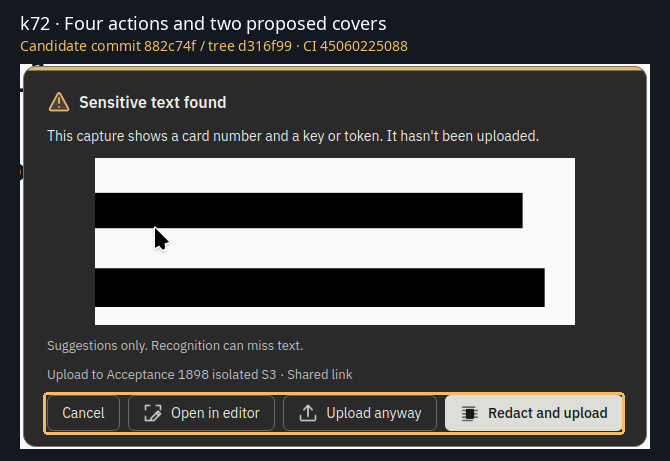 k72 · Four actions and two proposed covers
Candidate commit 882c74f / tree d316f99 · CI 45060225088
Sensitive text found
This capture shows a card number and a key or token. It hasn't been uploaded.
Suggestions only. Recognition can miss text.
Upload to Acceptance 1898 isolated S3 · Shared link
Cancel Open in editor Upload anyway Redact and upload